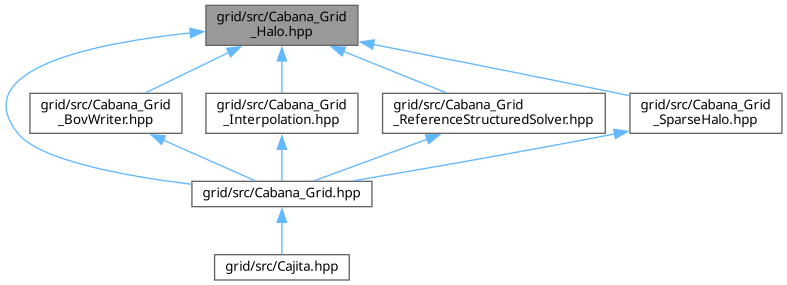 grid/src/Cabana_Grid
_Halo.hpp
grid/src/Cabana_Grid
_BovWriter.hpp
grid/src/Cabana_Grid
_Interpolation.hpp
grid/src/Cabana_Grid
_ReferenceStructuredSolver.hpp
grid/src/Cabana_Grid
_SparseHalo.hpp
grid/src/Cabana_Grid.hpp
grid/src/Cajita.hpp